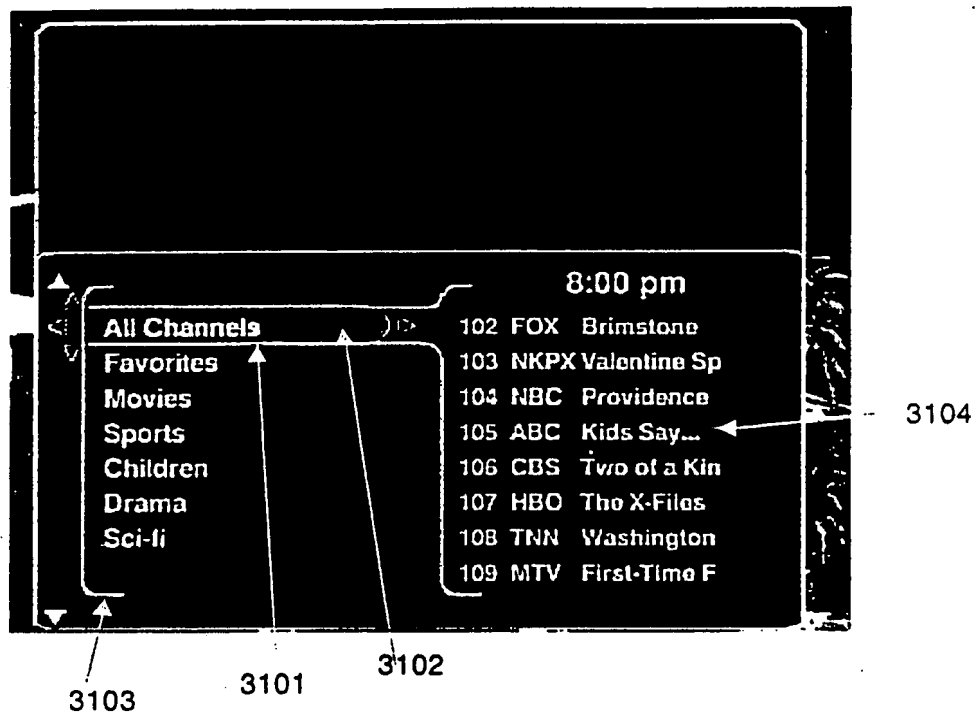 8:00 pm
All Channels
Favorites
Movies
Sports
Children
Drama
Sci-fi
102 FOX Brimstone
103 NKPX Valentine Sp
104 NBC Providence
105 ABC Kids Say...
106 CBS Two of a Kin
107 HBO The X-Files
108 TNN Washington
109 MTV First-Time F
3104
3103
3101
3102